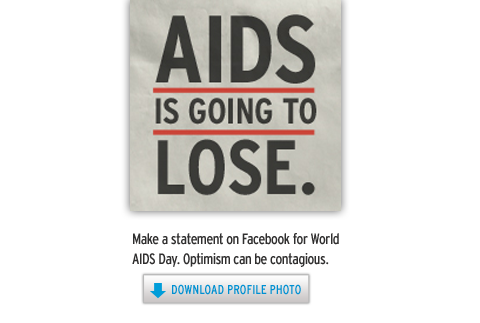 AIDS
IS GOING TO
LOSE.
Make a statement on Facebook for World
AIDS Day. Optimism can be contagious.
DOWNLOAD PROFILE PHOTO